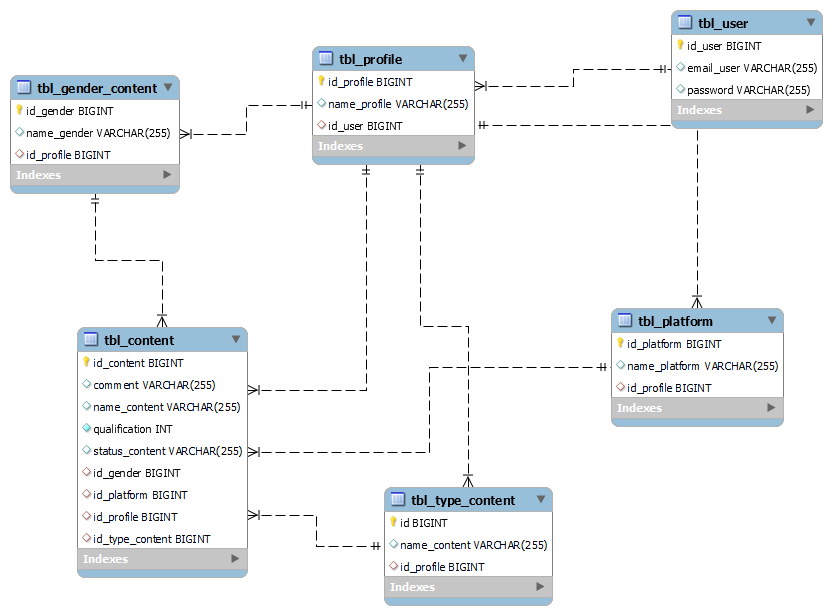 tbl_user
id_user BIGINT
email_user VARCHAR(255)
password VARCHAR(255)
Indexes
tbl_profile
id_profile BIGINT
name_profile VARCHAR(255)
id_user BIGINT
Indexes
tbl_gender_content
id_gender BIGINT
name_gender VARCHAR(255)
id_profile BIGINT
Indexes
tbl_content
id_content BIGINT
comment VARCHAR(255)
name_content VARCHAR(255)
qualification INT
status_content VARCHAR(255)
id_gender BIGINT
id_platform BIGINT
id_profile BIGINT
id_type_content BIGINT
Indexes
tbl_platform
id_platform BIGINT
name_platform VARCHAR(255)
id_profile BIGINT
Indexes
tbl_type_content
id BIGINT
name_content VARCHAR(255)
id_profile BIGINT
Indexes